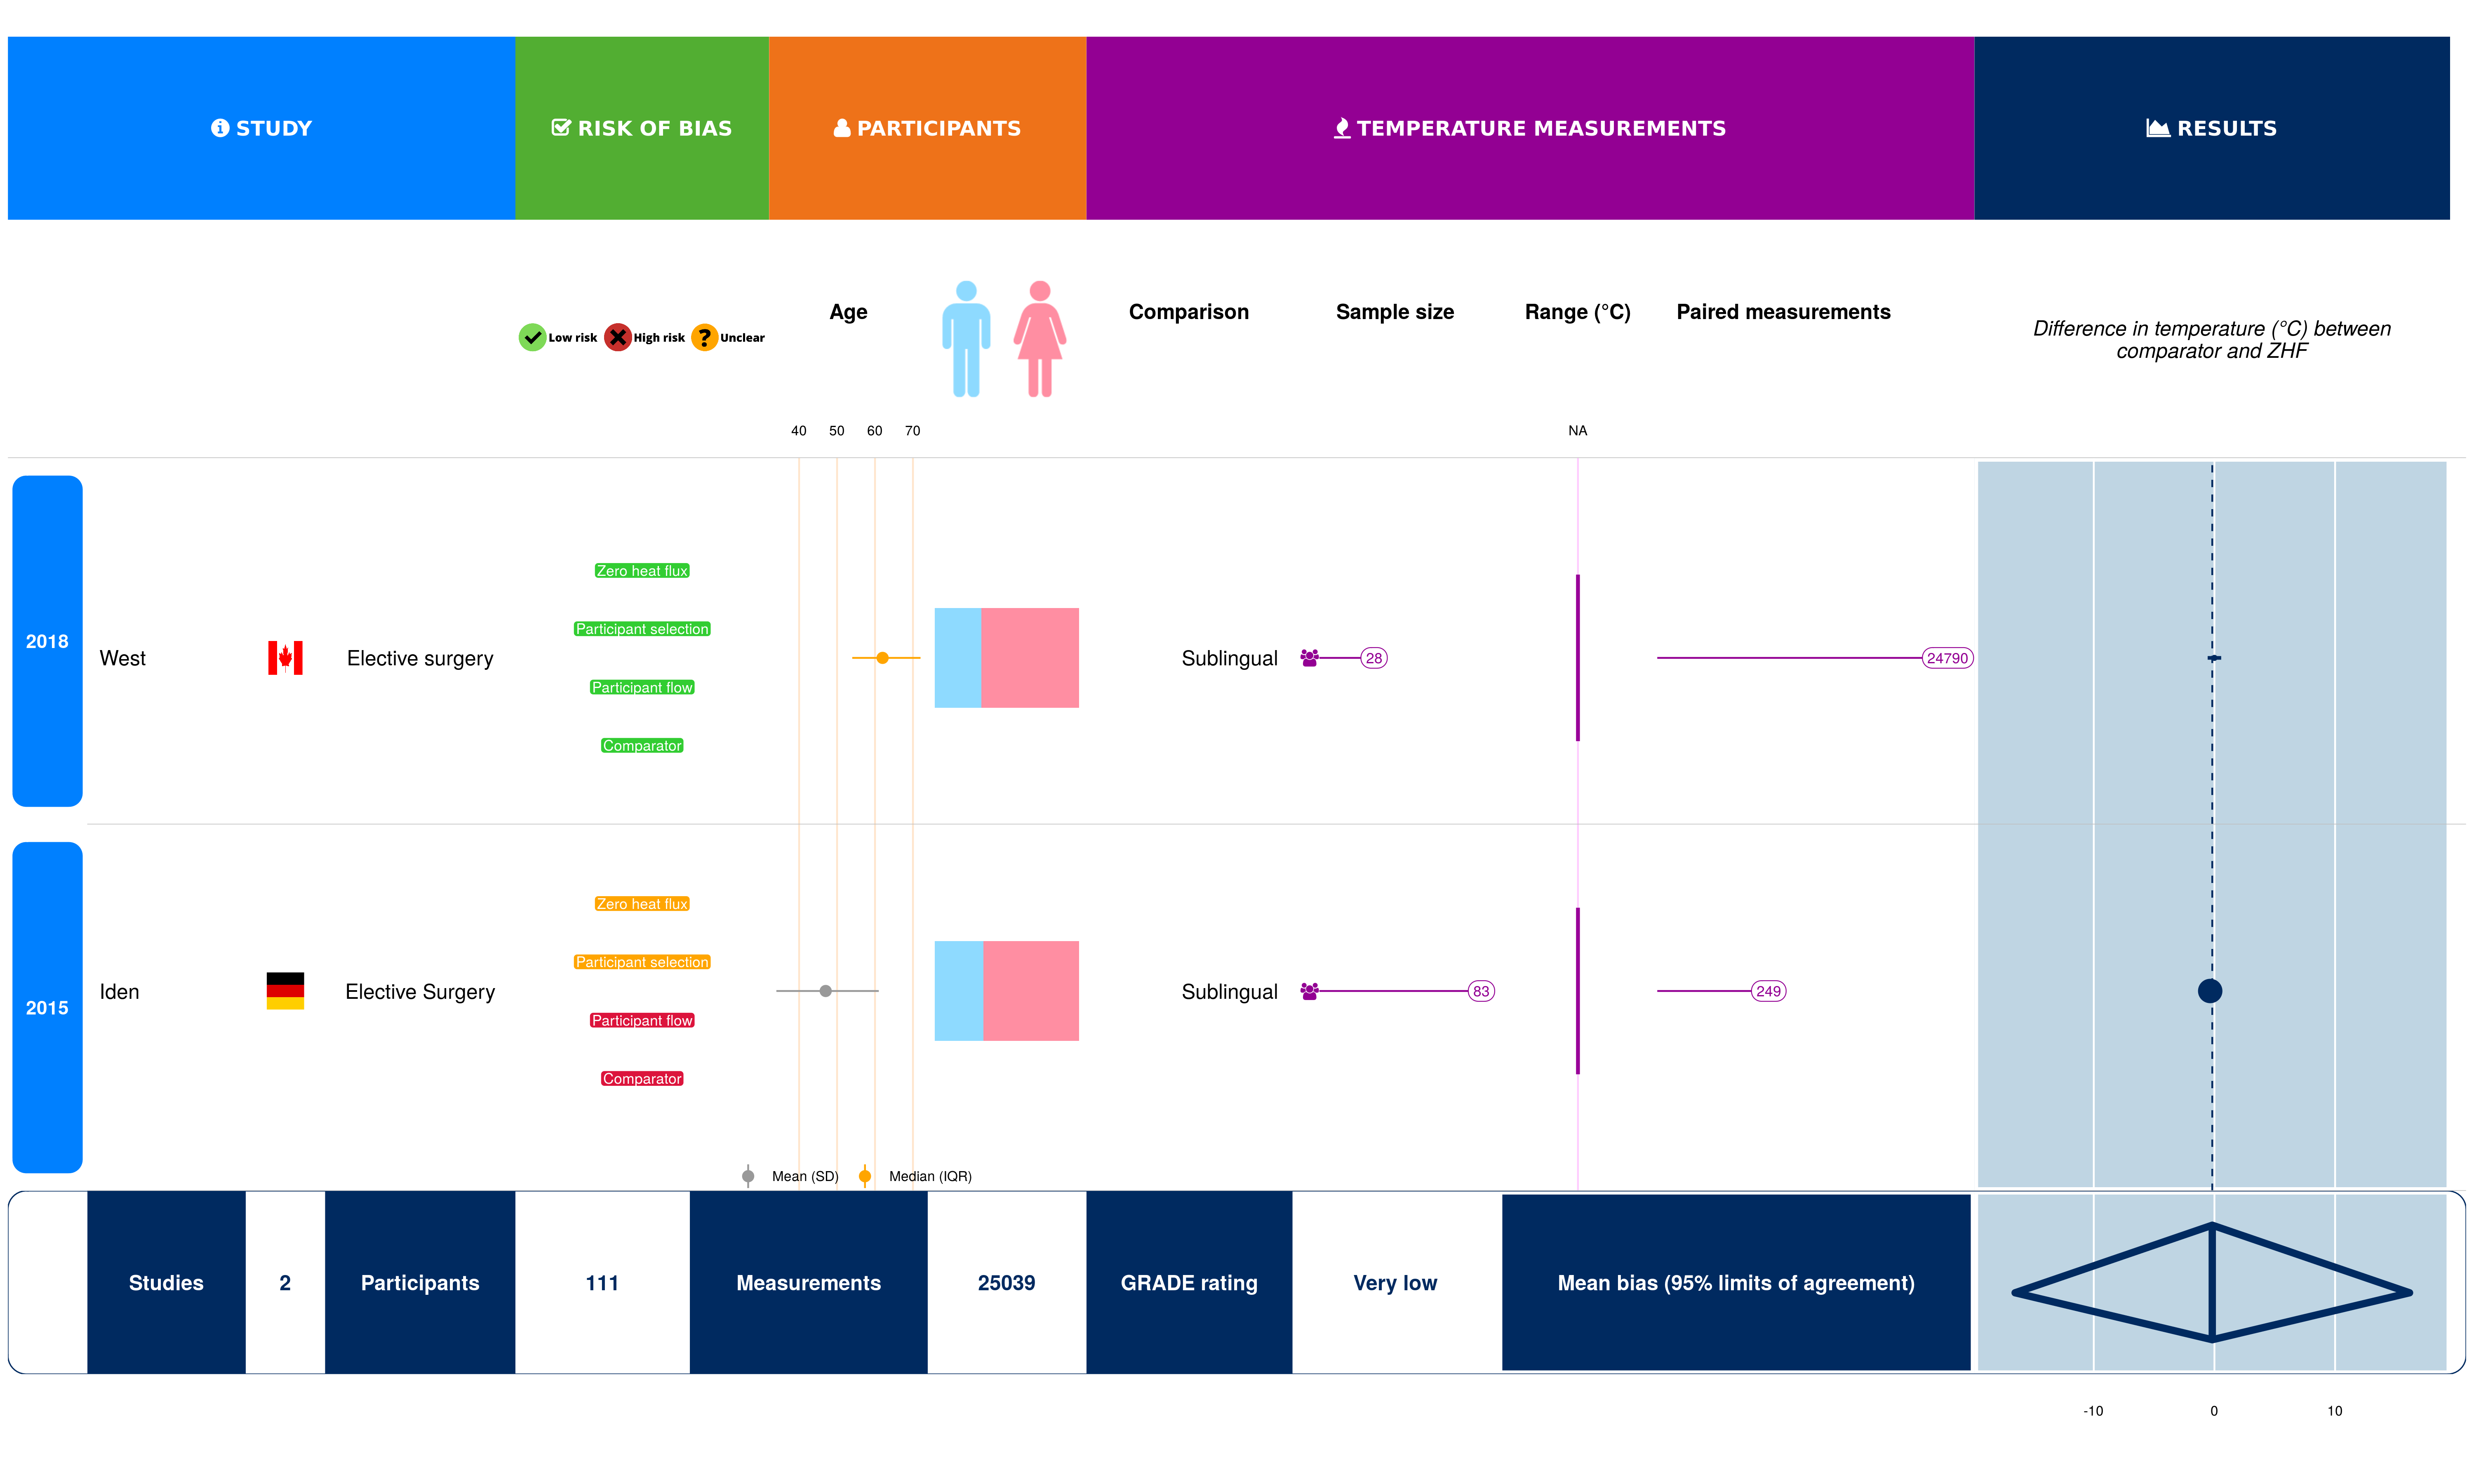 STUDY
RISK OF BIAS
PARTICIPANTS
TEMPERATURE MEASUREMENTS
RESULTS
Low risk
High risk
Unclear
Age
Comparison
Sample size
Range (°C)
Paired measurements
Difference in temperature (°C) between
comparator and ZHF
40 50 60 70
NA
2018
West
Elective surgery
Zero heat flux
Participant selection
Participant flow
Comparator
Sublingual
28
24790
2015
Iden
Elective Surgery
Zero heat flux
Participant selection
Participant flow
Comparator
Sublingual
83
249
Mean (SD)
Median (IQR)
Studies
2
Participants
111
Measurements
25039
GRADE rating
Very low
Mean bias (95% limits of agreement)
-10 0 10